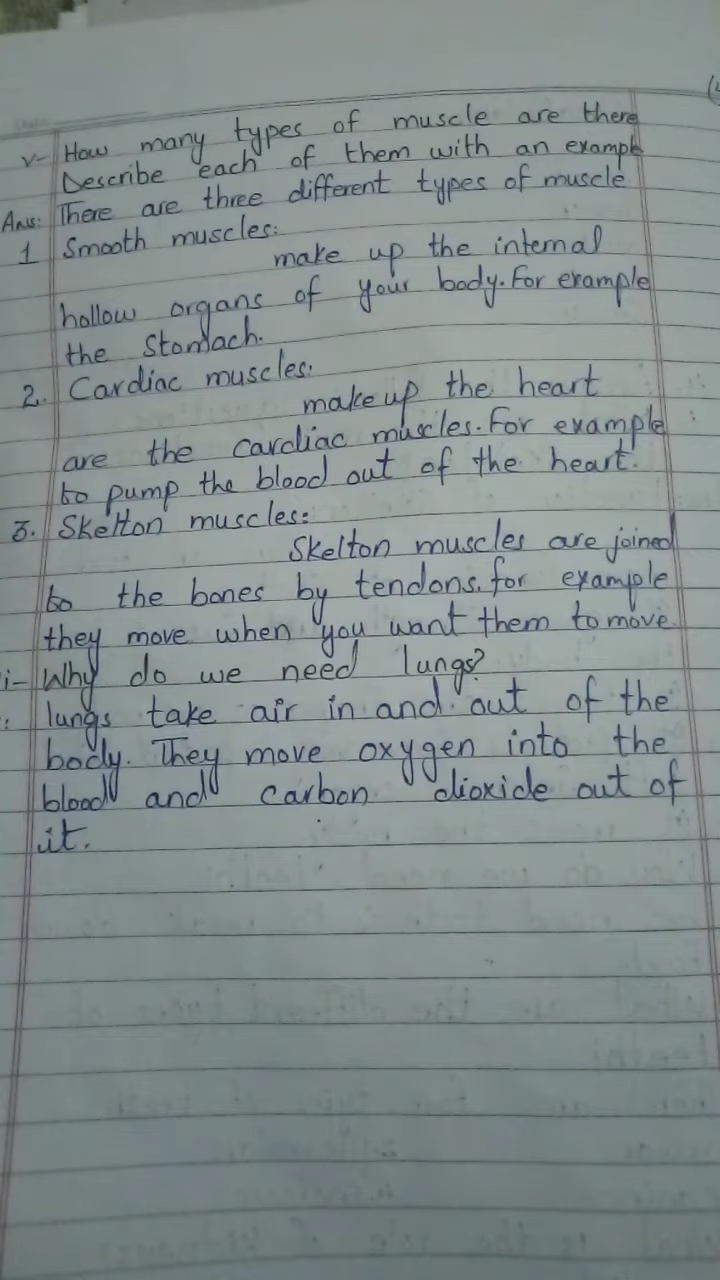 v- How many types of muscle are there
Describe each of them with an example
Ans: There are three different types of muscle
1 Smooth muscles:
make up the internal
hollow organs of your body. For example
the stomach.
2. Cardiac muscles:
make up the heart
are the cardiac muscles. For example
to pump the blood out of the heart.
3. Skelton muscles:
Skelton muscles are joined
to the bones by tendons. for example
they move when you want them to move
i- Why do we need lungs?
: lungs take air in and out of the
body. They move oxygen into the
blood and carbon dioxide out of
it.